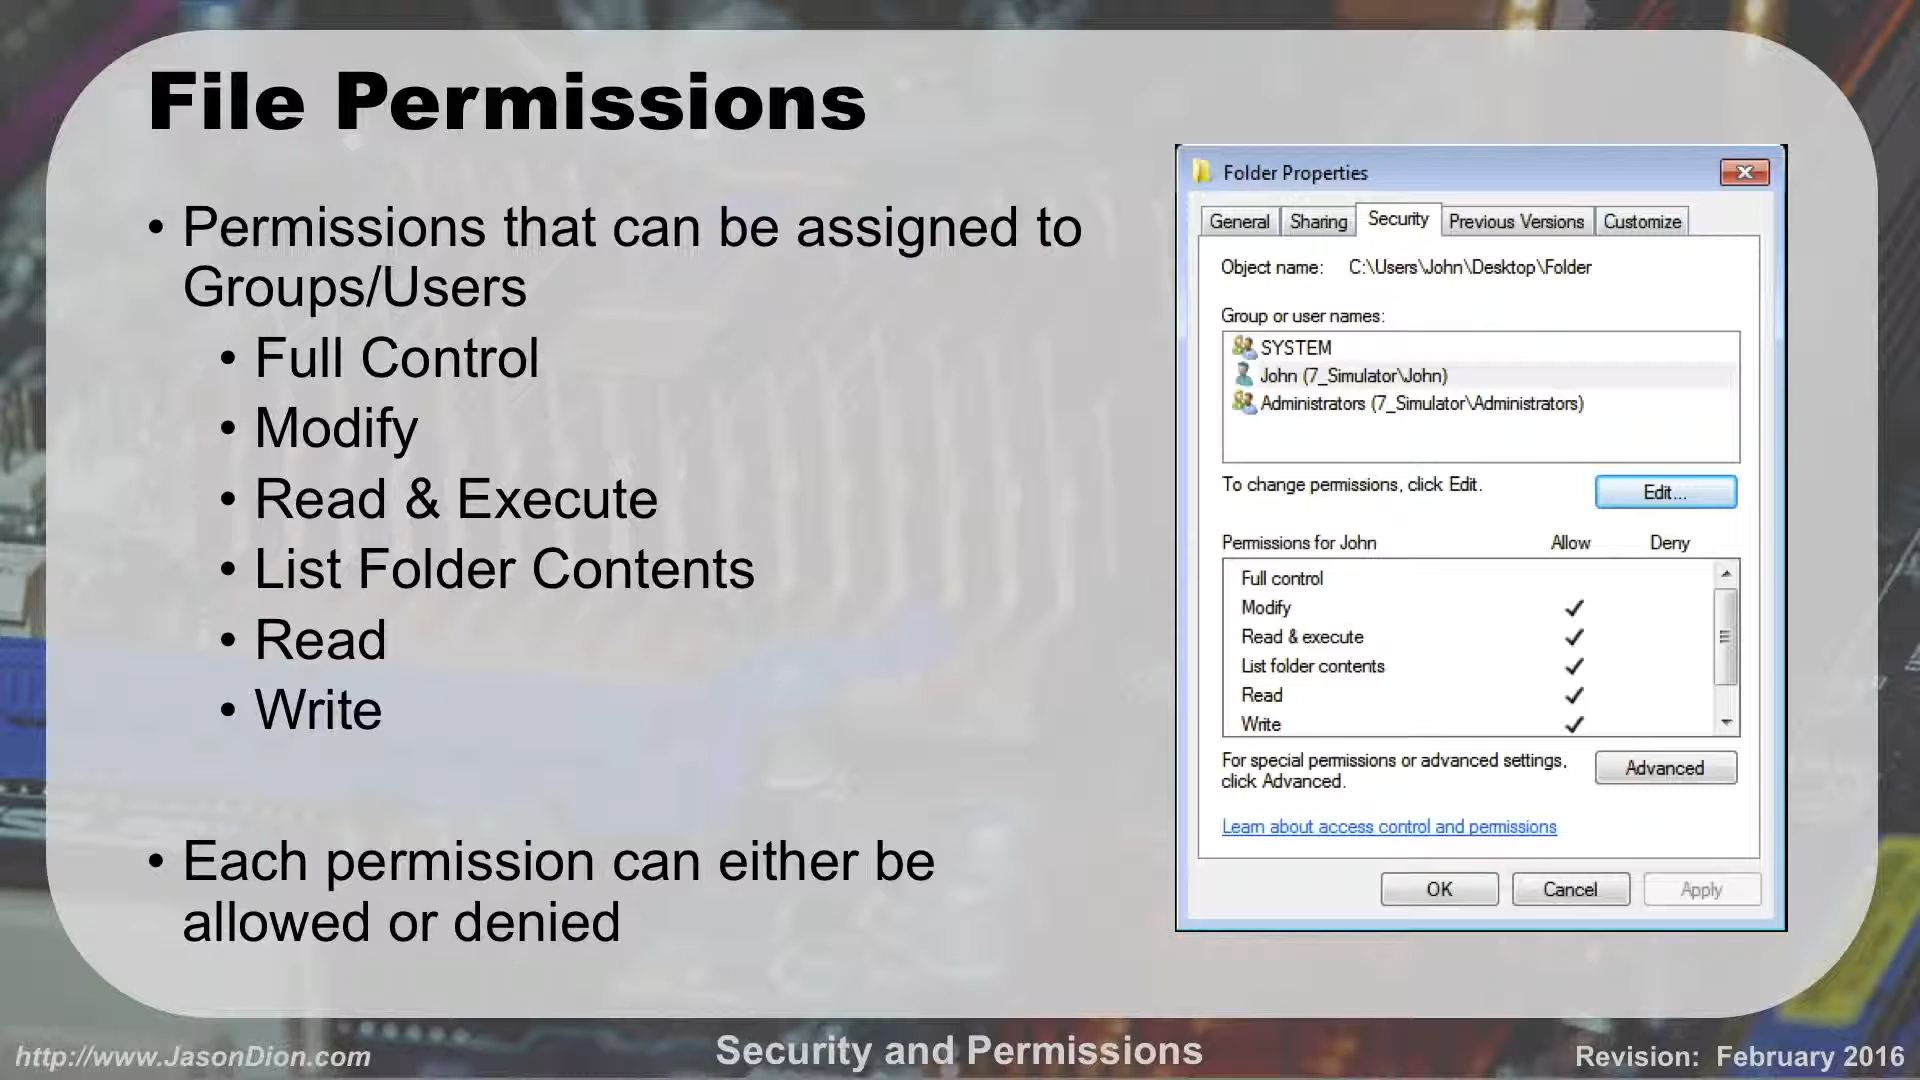 File Permissions
• Permissions that can be assigned to
Groups/Users
• Full Control
• Modify
• Read & Execute
• List Folder Contents
• Read
• Write
• Each permission can either be
allowed or denied
Folder Properties
General Sharing Security Previous Versions Customize
Object name: C:\Users\John\Desktop\Folder
Group or user names:
SYSTEM
John (7_Simulator\John)
Administrators (7_Simulator\Administrators)
To change permissions, click Edit.
Edit...
Permissions for John Allow Deny
Full control
Modify
Read & execute
List folder contents
Read
Write
For special permissions or advanced settings,
click Advanced.
Advanced
Learn about access control and permissions
OK Cancel Apply
http://www.JasonDion.com
Security and Permissions
Revision: February 2016